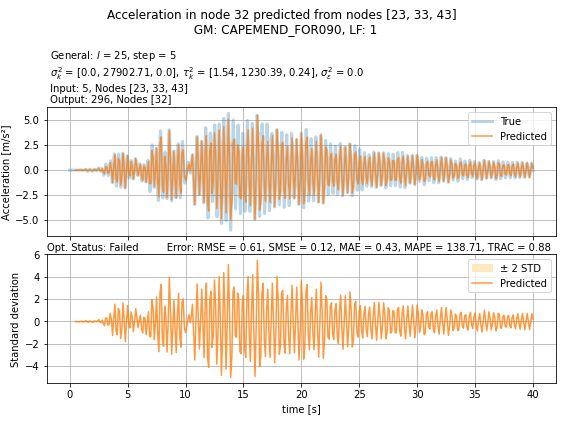 Acceleration in node 32 predicted from nodes [23, 33, 43]
GM: CAPEMEND_FOR090, LF: 1
General: l = 25, step = 5
σ²ₖ = [0.0, 27902.71, 0.0], τ²ₖ = [1.54, 1230.39, 0.24], σ²ε = 0.0
Input: 5, Nodes [23, 33, 43]
Output: 296, Nodes [32]
Acceleration [m/s²]
5.0
2.5
0.0
−2.5
−5.0
True
Predicted
Opt. Status: Failed
Error: RMSE = 0.61, SMSE = 0.12, MAE = 0.43, MAPE = 138.71, TRAC = 0.88
Standard deviation
6
4
2
0
−2
−4
± 2 STD
Predicted
0 5 10 15 20 25 30 35 40
time [s]